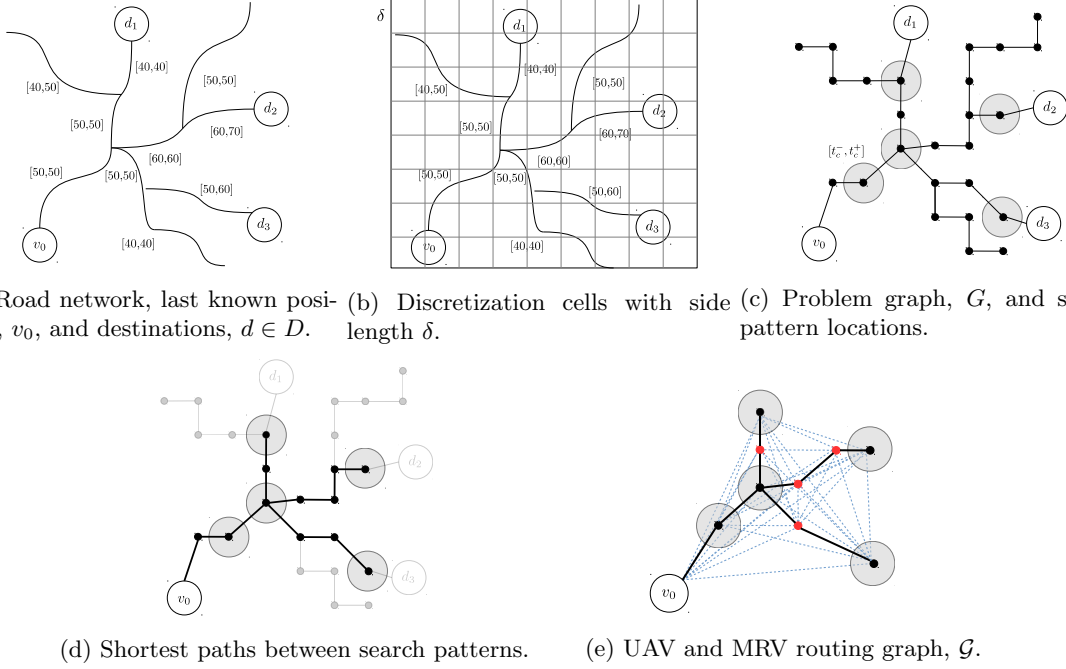 d1
[40,40]
[40,50]
[50,50]
[50,50]
d2
[60,70]
[60,60]
[50,50]
[50,50]
[50,60]
d3
[40,40]
v0
δ
d1
[40,40]
[40,50]
[50,50]
[50,50]
d2
[60,70]
[60,60]
[50,50]
[50,50]
[50,60]
d3
[40,40]
v0
d1
d2
[t_c^-, t_c^+]
d3
v0
Road network, last known posi-
, v0, and destinations, d ∈ D.
(b) Discretization cells with side
length δ.
(c) Problem graph, G, and s
pattern locations.
d1
d2
d3
v0
v0
(d) Shortest paths between search patterns.
(e) UAV and MRV routing graph, 𝒢.